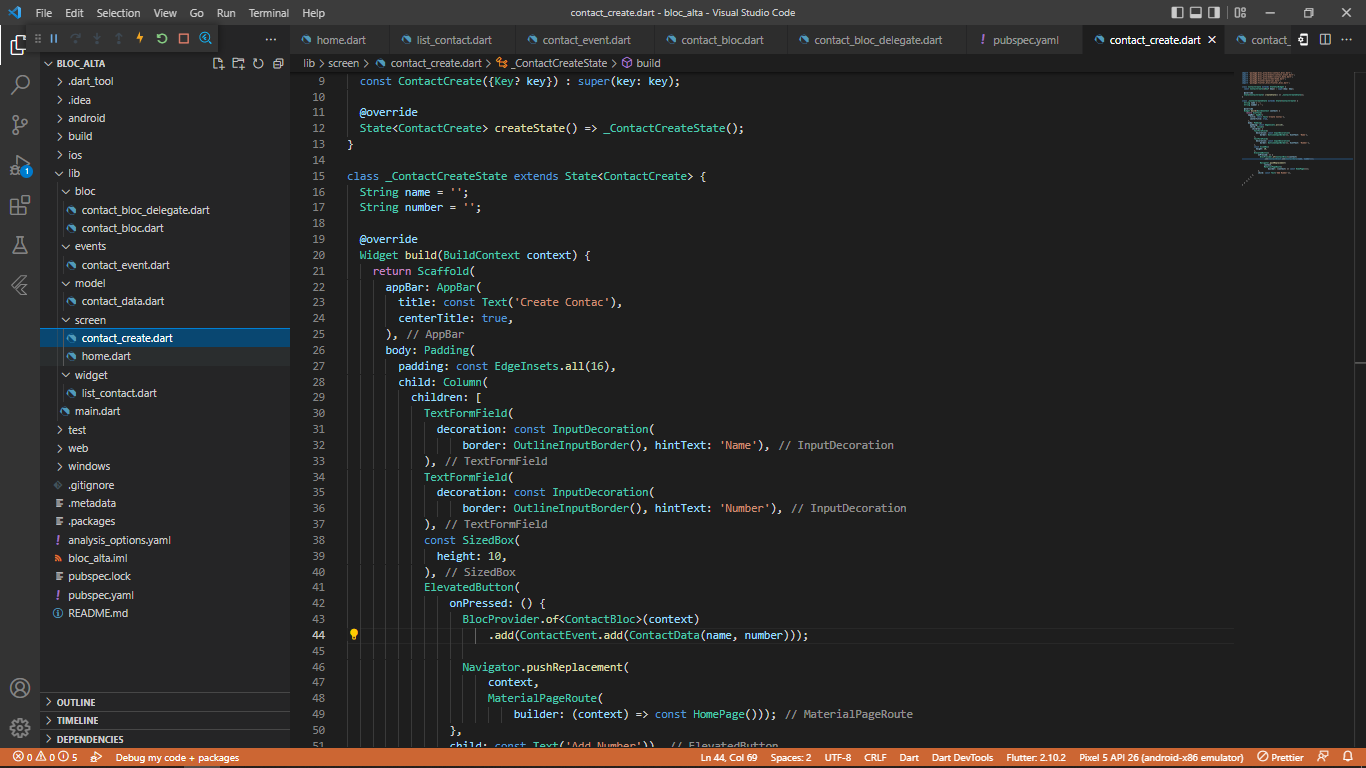 File Edit Selection View Go Run Terminal Help
contact_create.dart - bloc_alta - Visual Studio Code
home.dart list_contact.dart contact_event.dart contact_bloc.dart contact_bloc_delegate.dart pubspec.yaml contact_create.dart contact_
BLOC_ALTA
.dart_tool
.idea
android
build
ios
lib
bloc
contact_bloc_delegate.dart
contact_bloc.dart
events
contact_event.dart
model
contact_data.dart
screen
contact_create.dart
home.dart
widget
list_contact.dart
main.dart
test
web
windows
.gitignore
.metadata
.packages
analysis_options.yaml
bloc_alta.iml
pubspec.lock
pubspec.yaml
README.md
OUTLINE
TIMELINE
DEPENDENCIES
1
lib > screen > contact_create.dart > _ContactCreateState > build
9 const ContactCreate({Key? key}) : super(key: key);
10
11 @override
12 State<ContactCreate> createState() => _ContactCreateState();
13 }
14
15 class _ContactCreateState extends State<ContactCreate> {
16 String name = '';
17 String number = '';
18
19 @override
20 Widget build(BuildContext context) {
21 return Scaffold(
22 appBar: AppBar(
23 title: const Text('Create Contac'),
24 centerTitle: true,
25 ), // AppBar
26 body: Padding(
27 padding: const EdgeInsets.all(16),
28 child: Column(
29 children: [
30 TextFormField(
31 decoration: const InputDecoration(
32 border: OutlineInputBorder(), hintText: 'Name'), // InputDecoration
33 ), // TextFormField
34 TextFormField(
35 decoration: const InputDecoration(
36 border: OutlineInputBorder(), hintText: 'Number'), // InputDecoration
37 ), // TextFormField
38 const SizedBox(
39 height: 10,
40 ), // SizedBox
41 ElevatedButton(
42 onPressed: () {
43 BlocProvider.of<ContactBloc>(context)
44 .add(ContactEvent.add(ContactData(name, number)));
45
46 Navigator.pushReplacement(
47 context,
48 MaterialPageRoute(
49 builder: (context) => const HomePage())); // MaterialPageRoute
50 },
51 child: const Text('Add Number')), // ElevatedButton
0 0 5 Debug my code + packages Ln 44, Col 69 Spaces: 2 UTF-8 CRLF Dart Dart DevTools Flutter: 2.10.2 Pixel 5 API 26 (android-x86 emulator) Prettier